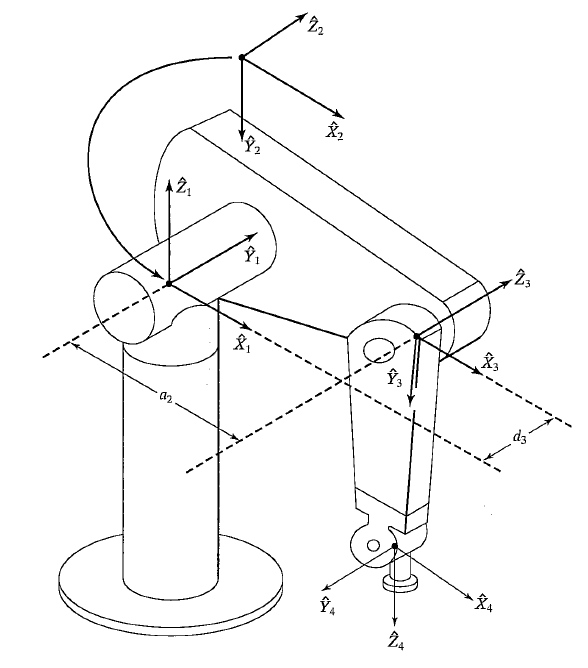 Ẑ₂
X̂₂
Ŷ₂
Ẑ₁
Ŷ₁
X̂₁
Ẑ₃
X̂₃
Ŷ₃
a₂
d₃
Ŷ₄
X̂₄
Ẑ₄